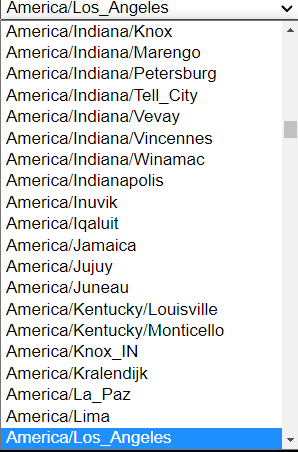 America/Los_Angeles
America/Indiana/Knox
America/Indiana/Marengo
America/Indiana/Petersburg
America/Indiana/Tell_City
America/Indiana/Vevay
America/Indiana/Vincennes
America/Indiana/Winamac
America/Indianapolis
America/Inuvik
America/Iqaluit
America/Jamaica
America/Jujuy
America/Juneau
America/Kentucky/Louisville
America/Kentucky/Monticello
America/Knox_IN
America/Kralendijk
America/La_Paz
America/Lima
America/Los_Angeles